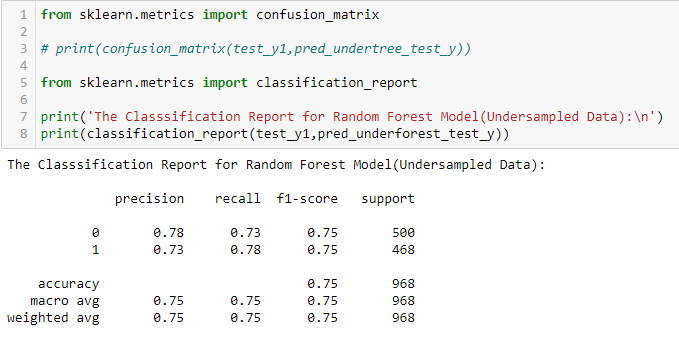 1 from sklearn.metrics import confusion_matrix
2
3 # print(confusion_matrix(test_y1,pred_undertree_test_y))
4
5 from sklearn.metrics import classification_report
6
7 print('The Classsification Report for Random Forest Model(Undersampled Data):\n')
8 print(classification_report(test_y1,pred_underforest_test_y))
The Classsification Report for Random Forest Model(Undersampled Data):
precision recall f1-score support
0 0.78 0.73 0.75 500
1 0.73 0.78 0.75 468
accuracy 0.75 968
macro avg 0.75 0.75 0.75 968
weighted avg 0.75 0.75 0.75 968